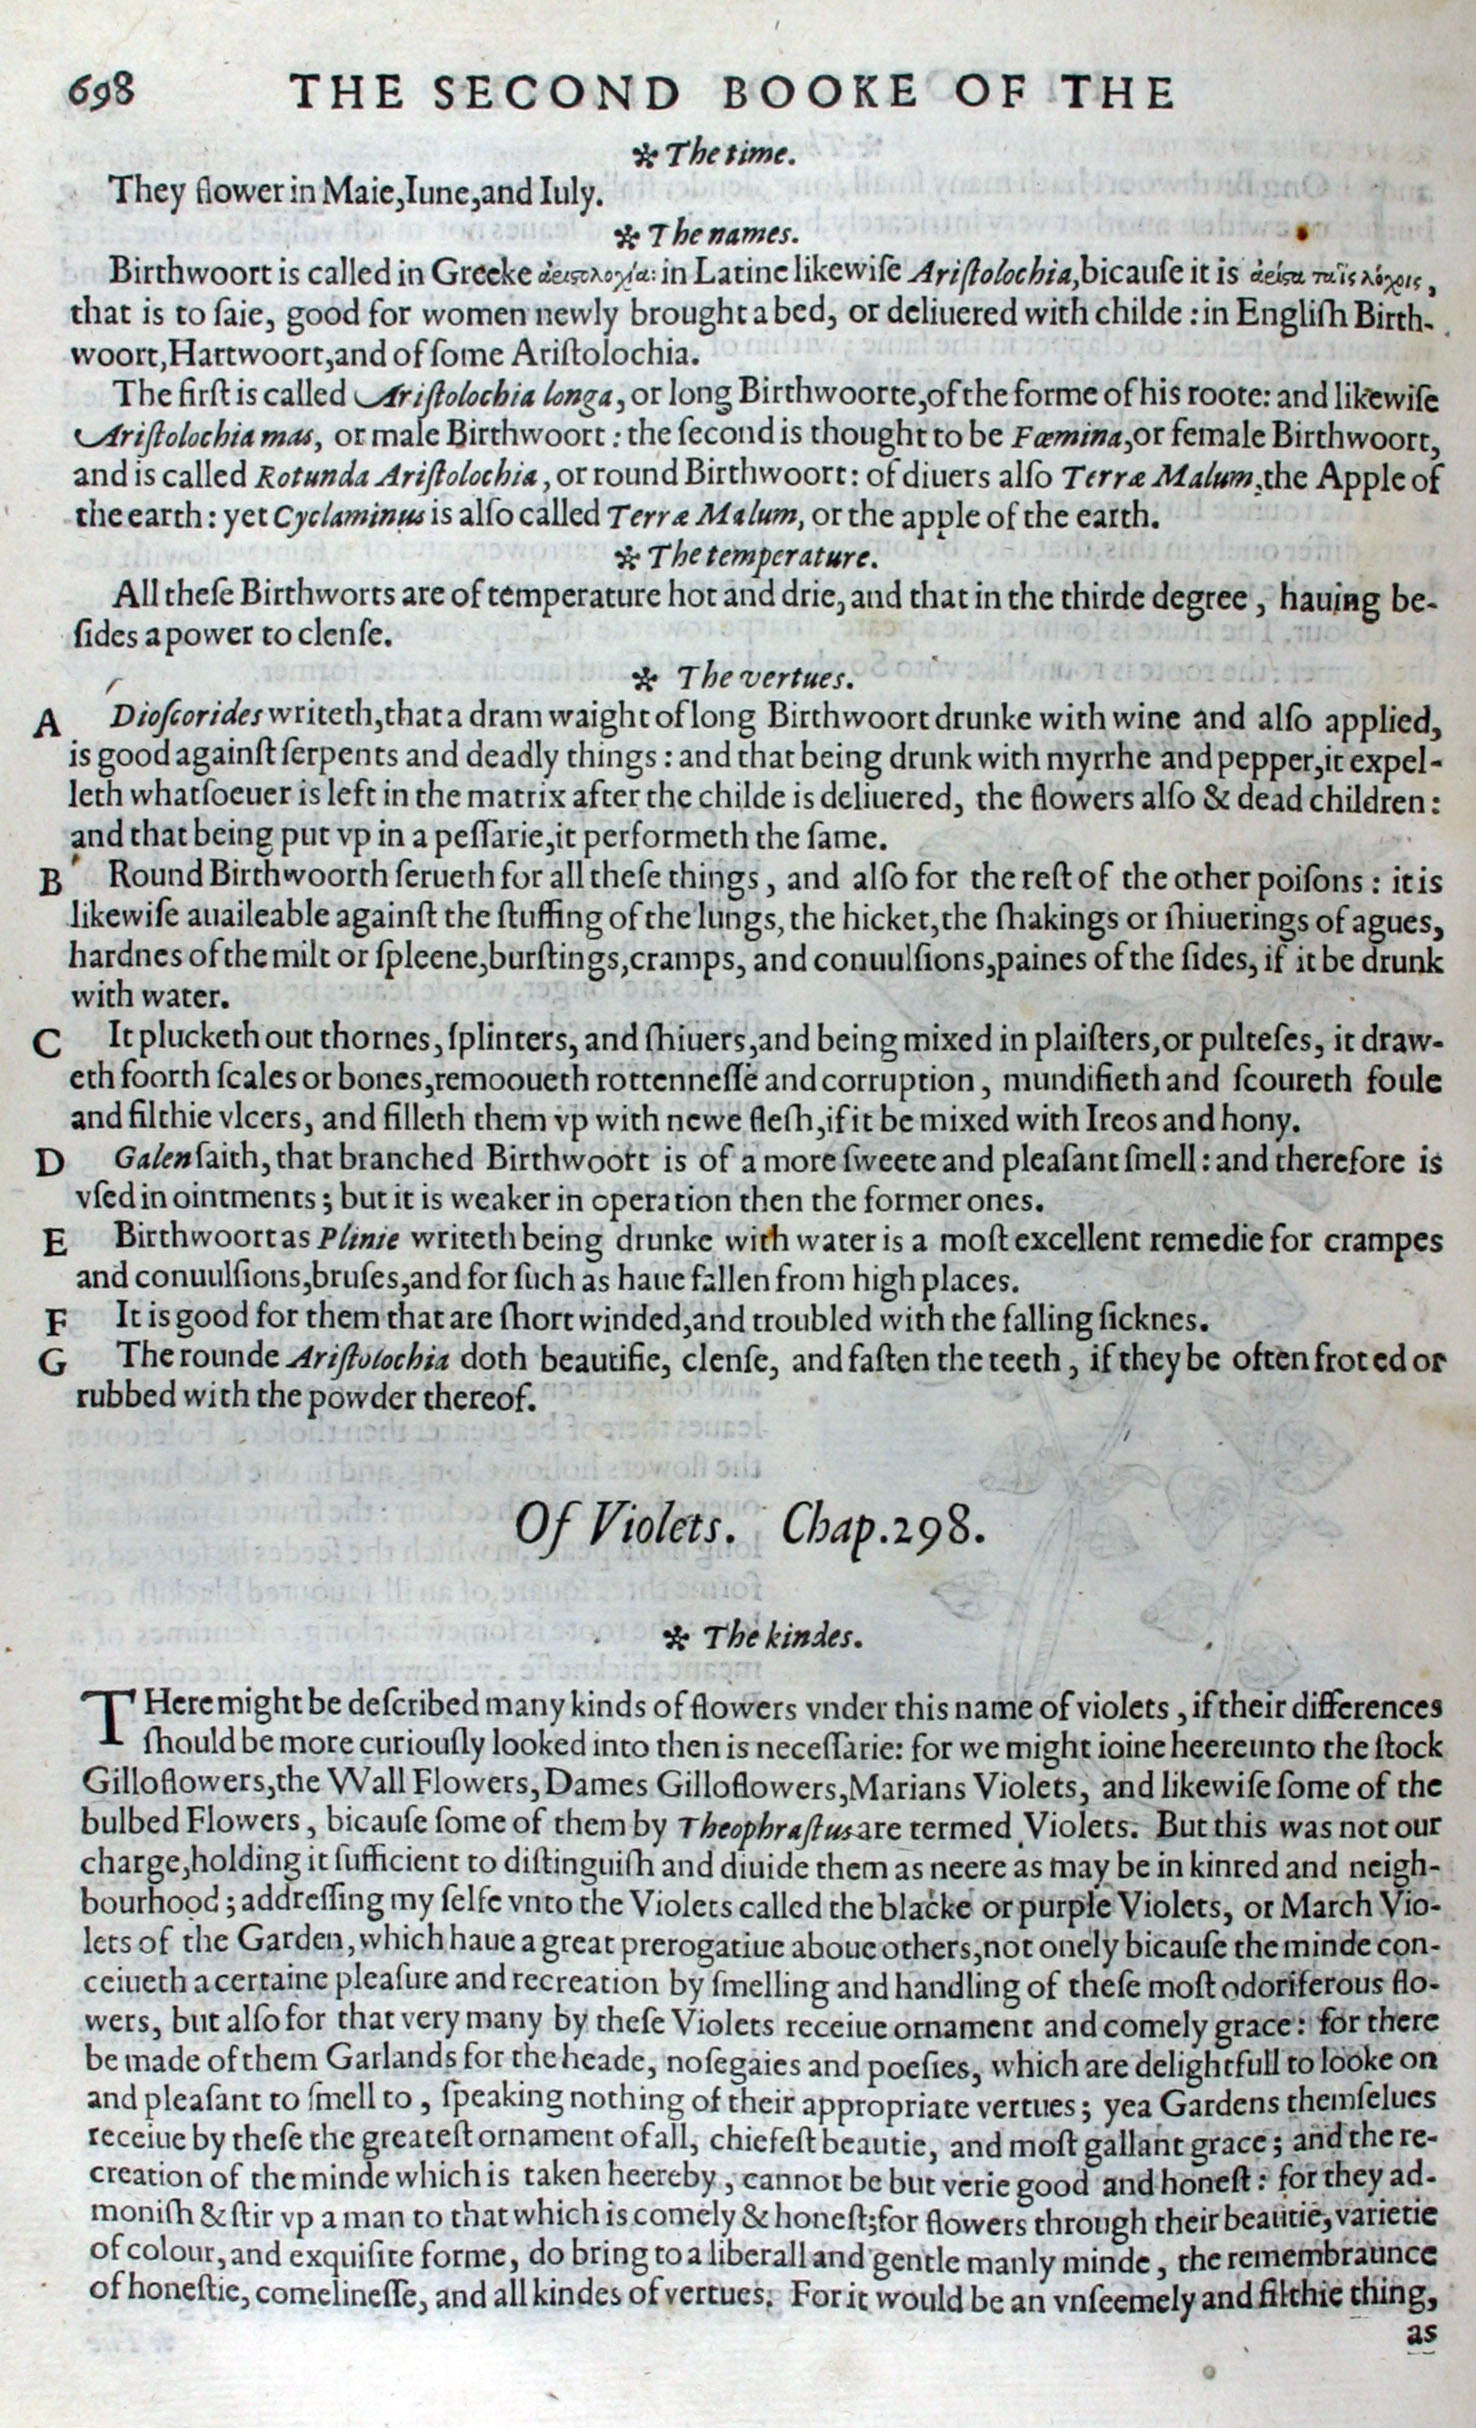 698 THE SECOND BOOKE OF THE
✲ The time.
They flower in Maie,Iune,and Iuly.
✲ The names.
Birthwoort is called in Greeke ἀριστολοχία: in Latine likewiſe Ariſtolochia,bicauſe it is ἀρίστα ταῖς λόχοις,
that is to ſaie, good for women newly brought a bed, or deliuered with childe : in Engliſh Birth-
woort,Hartwoort,and of ſome Ariſtolochia.
The firſt is called Ariſtolochia longa, or long Birthwoorte,of the forme of his roote: and likewiſe
Ariſtolochia mas, or male Birthwoort : the ſecond is thought to be Fœmina,or female Birthwoort,
and is called Rotunda Ariſtolochia, or round Birthwoort: of diuers alſo Terræ Malum,the Apple of
the earth : yet Cyclaminus is alſo called Terræ Malum, or the apple of the earth.
✲ The temperature.
All theſe Birthworts are of temperature hot and drie, and that in the thirde degree, hauing be-
ſides a power to clenſe.
✲ The vertues.
A Dioſcorides writeth,that a dram waight of long Birthwoort drunke with wine and alſo applied,
is good againſt ſerpents and deadly things : and that being drunk with myrrhe and pepper,it expel-
leth whatſoeuer is left in the matrix after the childe is deliuered, the flowers alſo & dead children:
and that being put vp in a peſſarie,it performeth the ſame.
B Round Birthwoorth ſerueth for all theſe things, and alſo for the reſt of the other poiſons : it is
likewiſe auaileable againſt the ſtuffing of the lungs, the hicket,the ſhakings or ſhiuerings of agues,
hardnes of the milt or ſpleene,burſtings,cramps, and conuulſions,paines of the ſides, if it be drunk
with water.
C It plucketh out thornes, ſplinters, and ſhiuers,and being mixed in plaiſters,or pulteſes, it draw-
eth foorth ſcales or bones,remooueth rottenneſſe and corruption, mundifieth and ſcoureth foule
and filthie vlcers, and filleth them vp with newe fleſh,if it be mixed with Ireos and hony.
D Galen ſaith, that branched Birthwoort is of a more ſweete and pleaſant ſmell : and therefore is
vſed in ointments ; but it is weaker in operation then the former ones.
E Birthwoort as Plinie writeth being drunke with water is a moſt excellent remedie for crampes
and conuulſions,bruſes,and for ſuch as haue fallen from high places.
F It is good for them that are ſhort winded,and troubled with the falling ſicknes.
G The rounde Ariſtolochia doth beautifie, clenſe, and faſten the teeth, if they be often froted or
rubbed with the powder thereof.
Of Violets. Chap.298.
✲ The kindes.
THere might be deſcribed many kinds of flowers vnder this name of violets, if their differences
ſhould be more curiouſly looked into then is neceſſarie: for we might ioine heereunto the ſtock
Gilloflowers,the Wall Flowers, Dames Gilloflowers,Marians Violets, and likewiſe ſome of the
bulbed Flowers, bicauſe ſome of them by Theophraſtus are termed Violets. But this was not our
charge,holding it ſufficient to diſtinguiſh and diuide them as neere as may be in kinred and neigh-
bourhood ; addreſſing my ſelfe vnto the Violets called the blacke or purple Violets, or March Vio-
lets of the Garden,which haue a great prerogatiue aboue others,not onely bicauſe the minde con-
ceiueth a certaine pleaſure and recreation by ſmelling and handling of theſe moſt odoriferous flo-
wers, but alſo for that very many by theſe Violets receiue ornament and comely grace: for there
be made of them Garlands for the heade, noſegaies and poeſies, which are delightfull to looke on
and pleaſant to ſmell to, ſpeaking nothing of their appropriate vertues; yea Gardens themſelues
receiue by theſe the greateſt ornament of all, chiefeſt beautie, and moſt gallant grace; and the re-
creation of the minde which is taken heereby, cannot be but verie good and honeſt: for they ad-
moniſh & ſtir vp a man to that which is comely & honeſt;for flowers through their beautie,varietie
of colour,and exquiſite forme, do bring to a liberall and gentle manly minde, the remembraunce
of honeſtie, comelineſſe, and all kindes of vertues. For it would be an vnſeemely and filthie thing,
as